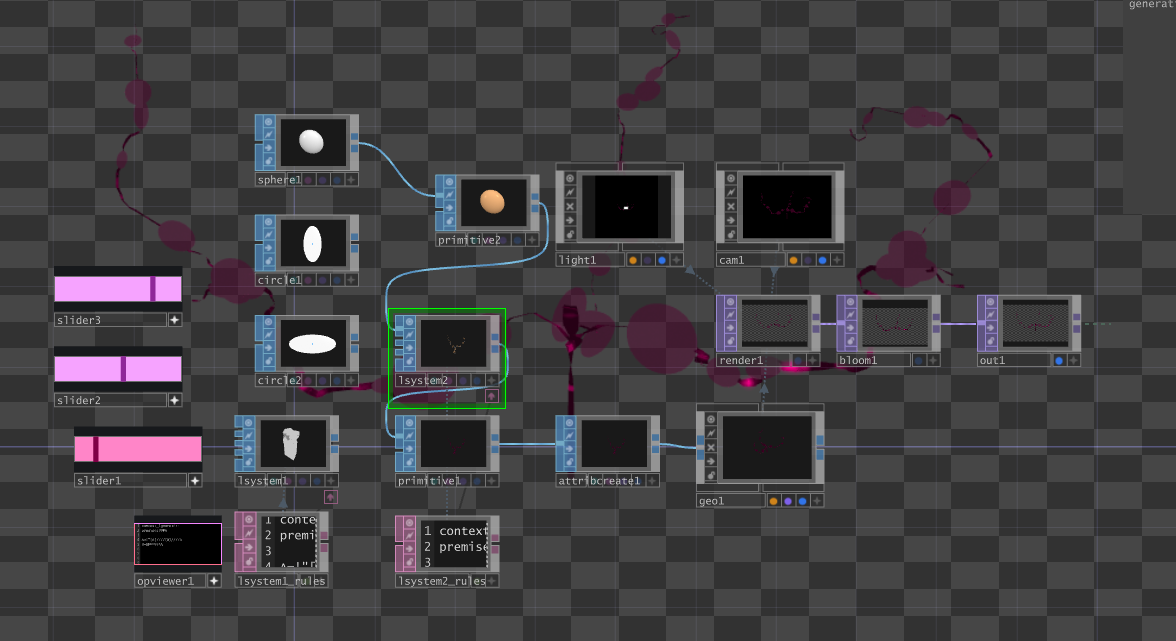 generat
sphere1
primitive2
circle1
light1
cam1
slider3
render1
bloom1
out1
circle2
lsystem2
slider2
slider1
lsystem1
primitive1
attribcreate1
geo1
1 conte
2 premi
3
1 context
2 premise
3
opviewer1
lsystem1_rules
lsystem2_rules